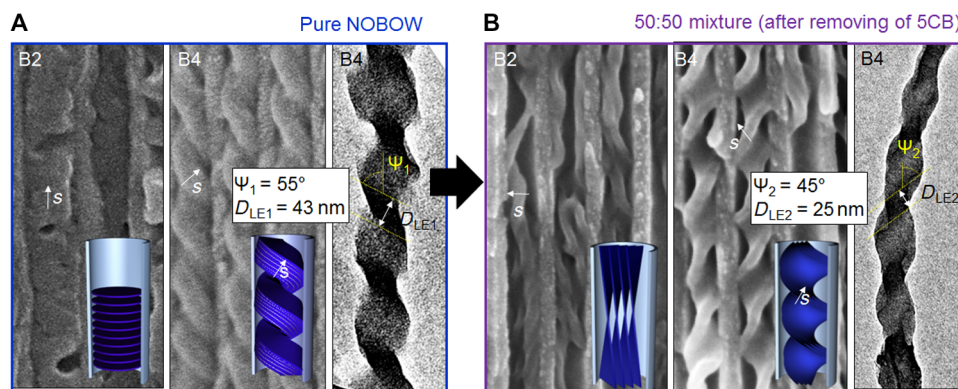 A
Pure NOBOW
B2
B4
B4
s
s
Ψ1
Ψ1 = 55°
DLE1 = 43 nm
DLE1
s
B
50:50 mixture (after removing of 5CB)
B2
B4
B4
s
s
Ψ2
Ψ2 = 45°
DLE2 = 25 nm
DLE2
s